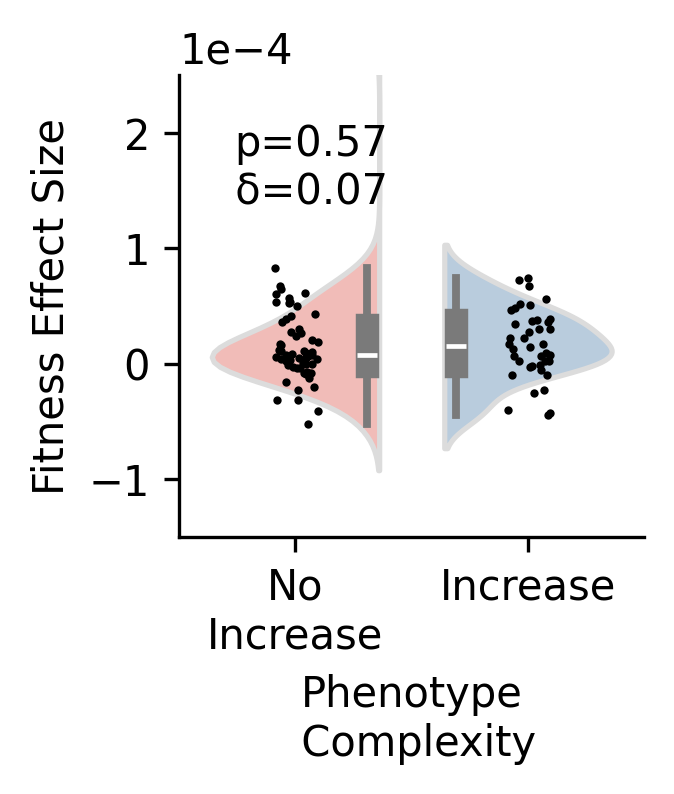 1e−4
Fitness Effect Size
2
1
0
−1
p=0.57
δ=0.07
No
Increase
Increase
Phenotype
Complexity